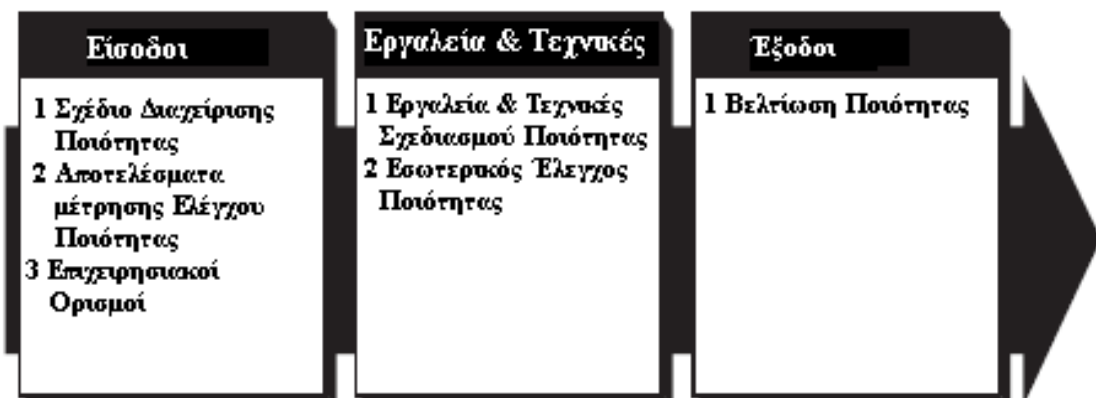 Είσοδοι
1 Σχέδιο Διαχείρισης
Ποιότητας
2 Αποτελέσματα
μέτρησης Ελέγχου
Ποιότητας
3 Επιχειρησιακοί
Ορισμοί
Εργαλεία & Τεχνικές
1 Εργαλεία & Τεχνικές
Σχεδιασμού Ποιότητας
2 Εσωτερικός Έλεγχος
Ποιότητας
Έξοδοι
1 Βελτίωση Ποιότητας